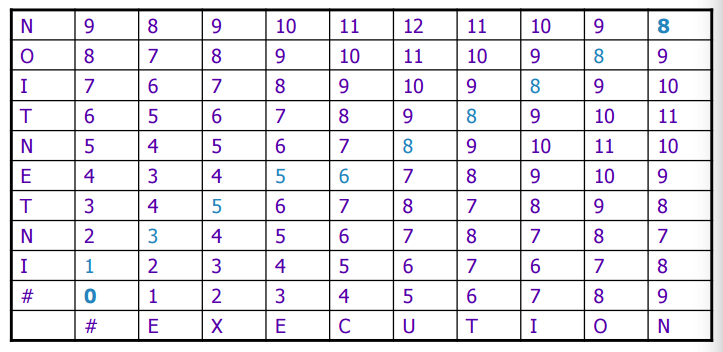 N 9 8 9 10 11 12 11 10 9 8
O 8 7 8 9 10 11 10 9 8 9
I 7 6 7 8 9 10 9 8 9 10
T 6 5 6 7 8 9 8 9 10 11
N 5 4 5 6 7 8 9 10 11 10
E 4 3 4 5 6 7 8 9 10 9
T 3 4 5 6 7 8 7 8 9 8
N 2 3 4 5 6 7 8 7 8 7
I 1 2 3 4 5 6 7 6 7 8
# 0 1 2 3 4 5 6 7 8 9
# E X E C U T I O N